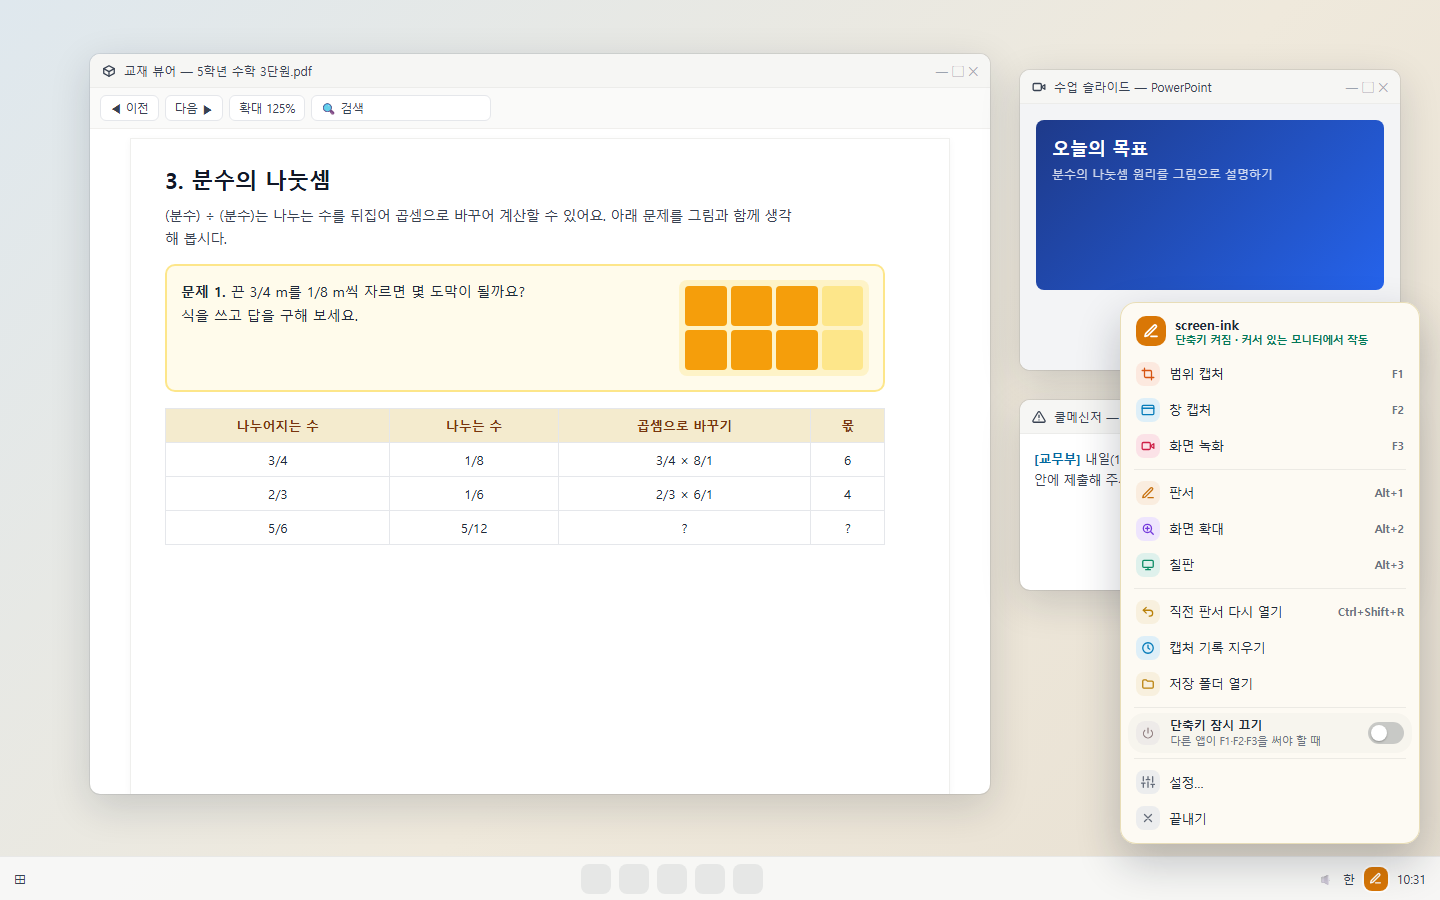 교재 뷰어 — 5학년 수학 3단원.pdf
◀ 이전
다음 ▶
확대 125%
검색
3. 분수의 나눗셈
(분수) ÷ (분수)는 나누는 수를 뒤집어 곱셈으로 바꾸어 계산할 수 있어요. 아래 문제를 그림과 함께 생각
해 봅시다.
문제 1. 끈 3/4 m를 1/8 m씩 자르면 몇 도막이 될까요?
식을 쓰고 답을 구해 보세요.
나누어지는 수 나누는 수 곱셈으로 바꾸기 몫
3/4 1/8 3/4 × 8/1 6
2/3 1/6 2/3 × 6/1 4
5/6 5/12 ? ?
수업 슬라이드 — PowerPoint
오늘의 목표
분수의 나눗셈 원리를 그림으로 설명하기
쿨메신저 —
[교무부] 내일(1
안에 제출해 주
screen-ink
단축키 켜짐 · 커서 있는 모니터에서 작동
범위 캡처 F1
창 캡처 F2
화면 녹화 F3
판서 Alt+1
화면 확대 Alt+2
칠판 Alt+3
직전 판서 다시 열기 Ctrl+Shift+R
캡처 기록 지우기
저장 폴더 열기
단축키 잠시 끄기
다른 앱이 F1·F2·F3을 써야 할 때
설정...
끝내기
한
10:31